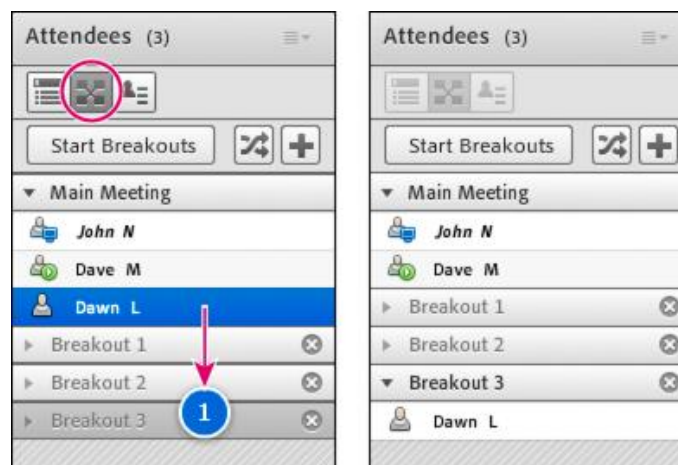 Attendees (3)
Start Breakouts
Main Meeting
John N
Dave M
Dawn L
Breakout 1
Breakout 2
Breakout 3
1
Attendees (3)
Start Breakouts
Main Meeting
John N
Dave M
Breakout 1
Breakout 2
Breakout 3
Dawn L